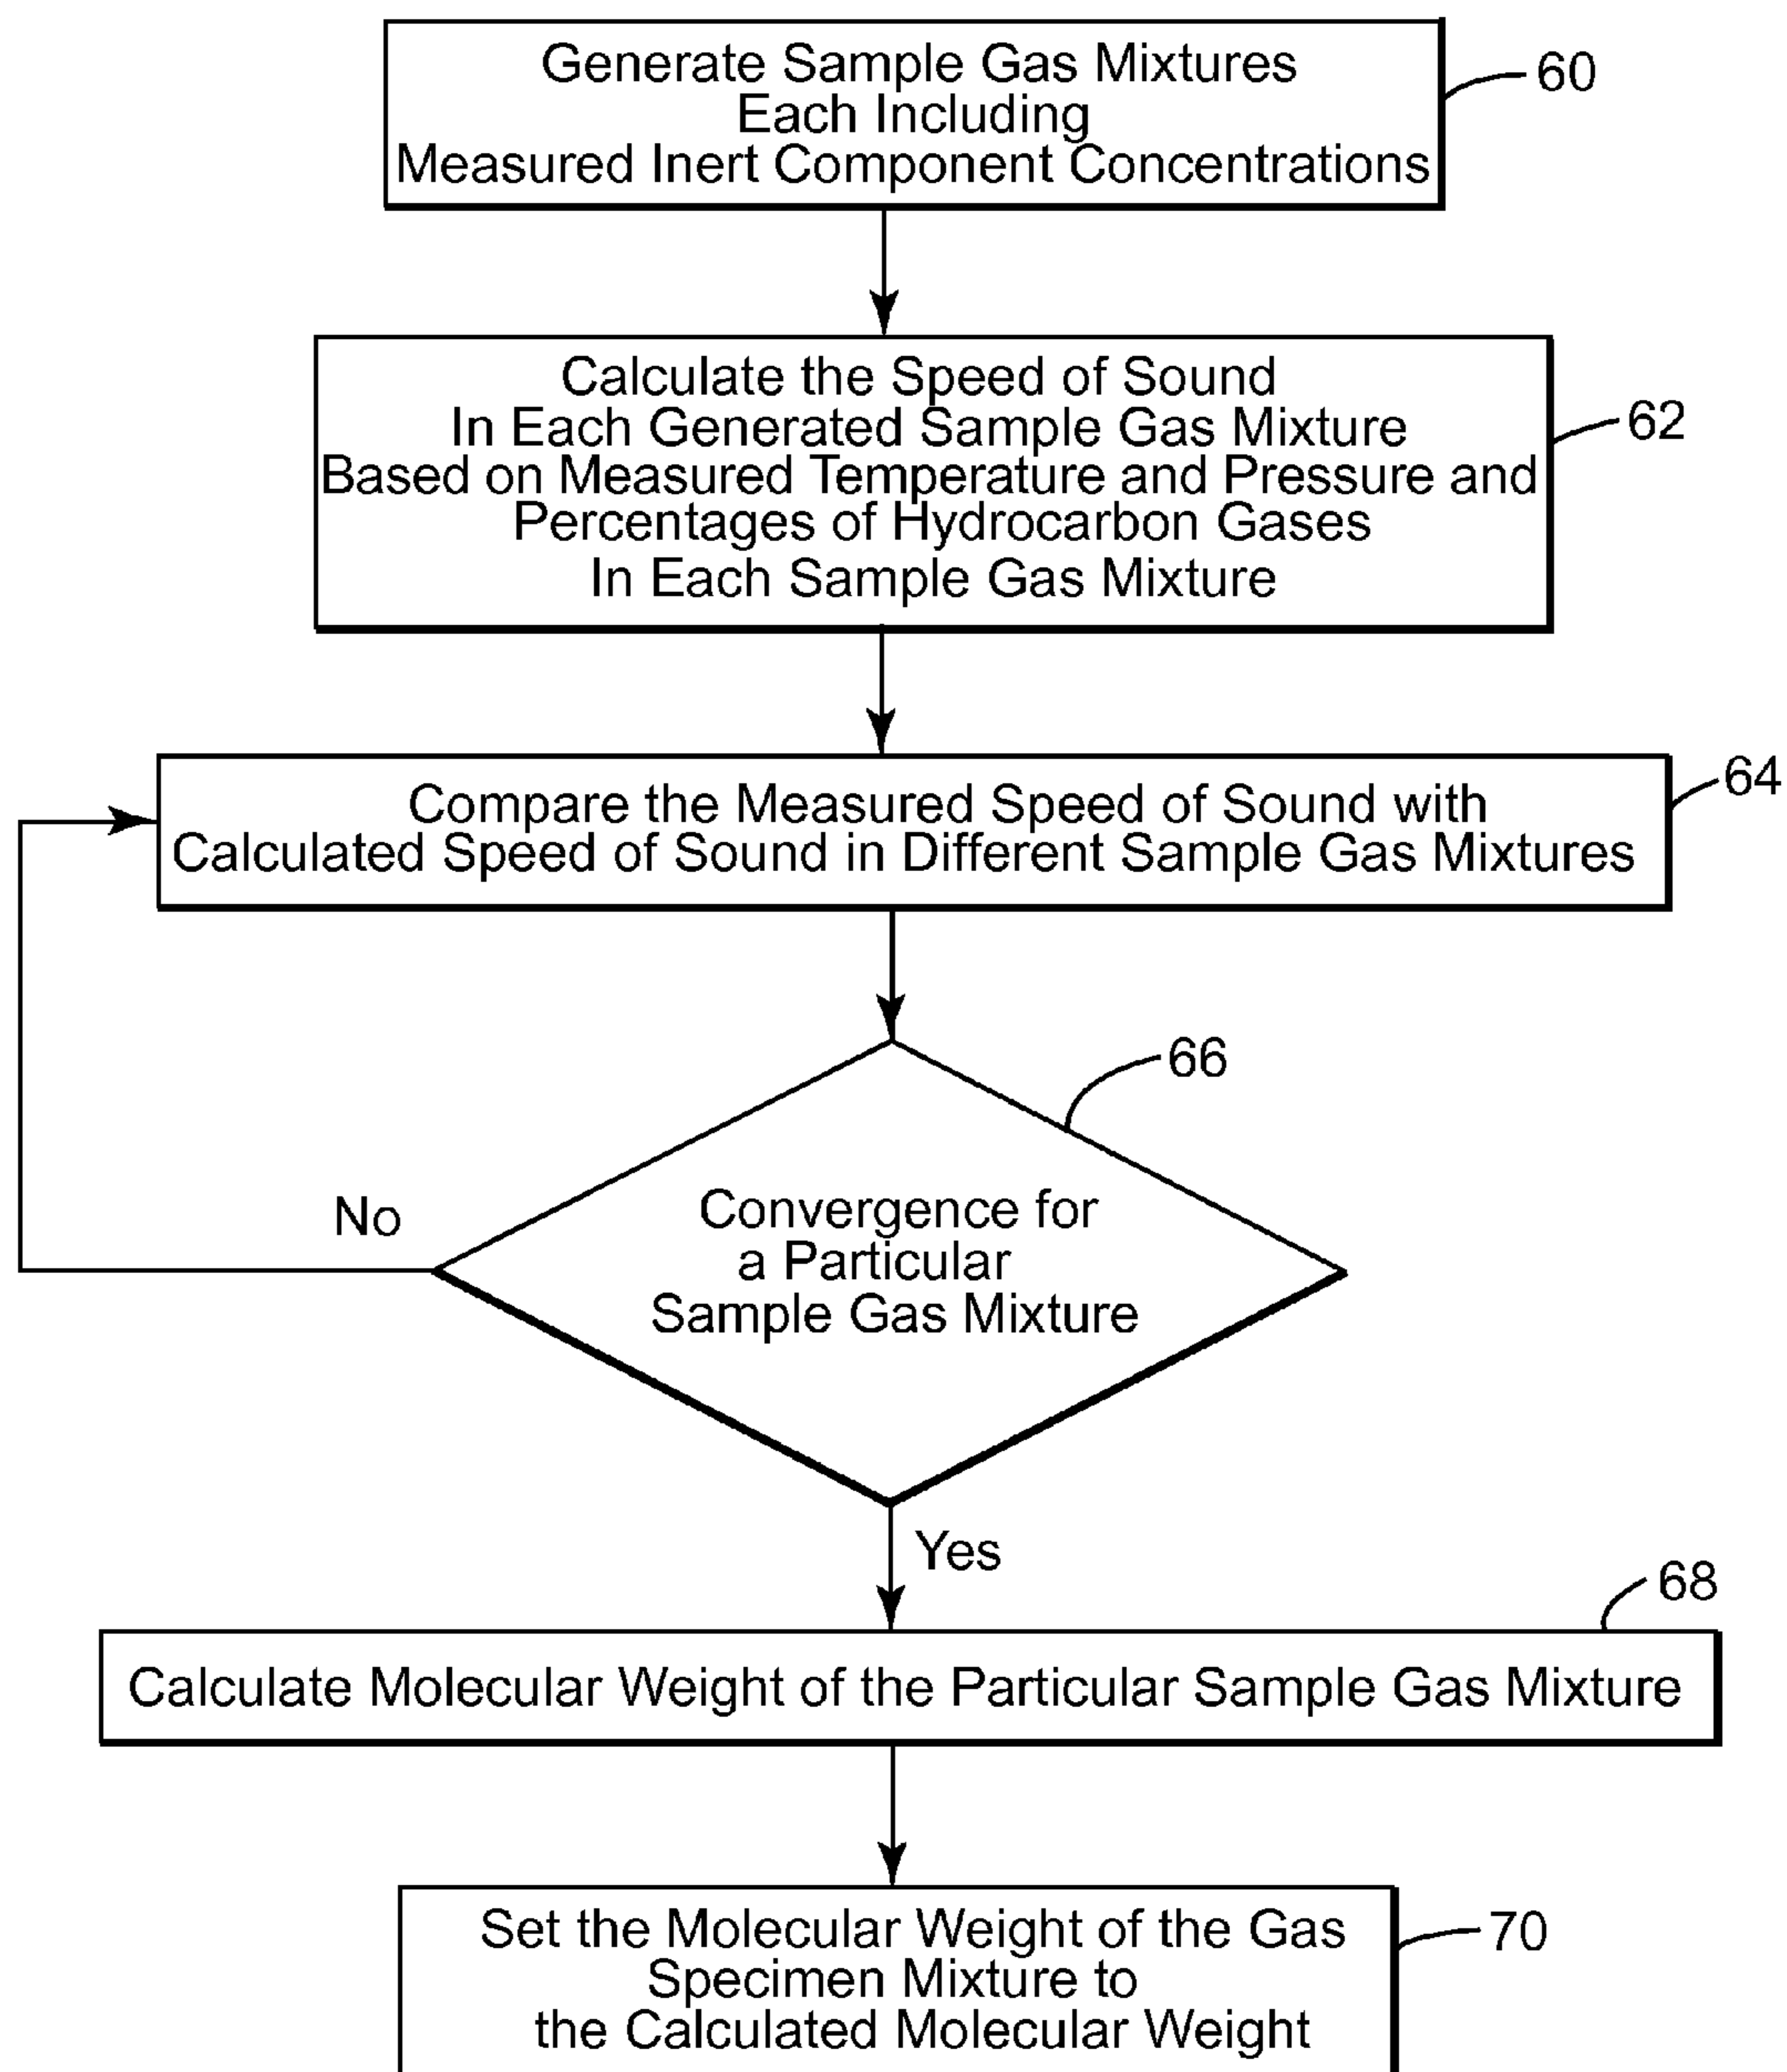 Generate Sample Gas Mixtures
Each Including
Measured Inert Component Concentrations
60
Calculate the Speed of Sound
In Each Generated Sample Gas Mixture
Based on Measured Temperature and Pressure and
Percentages of Hydrocarbon Gases
In Each Sample Gas Mixture
62
Compare the Measured Speed of Sound with
Calculated Speed of Sound in Different Sample Gas Mixtures
64
Convergence for
a Particular
Sample Gas Mixture
66
No
Yes
Calculate Molecular Weight of the Particular Sample Gas Mixture
68
Set the Molecular Weight of the Gas
Specimen Mixture to
the Calculated Molecular Weight
70